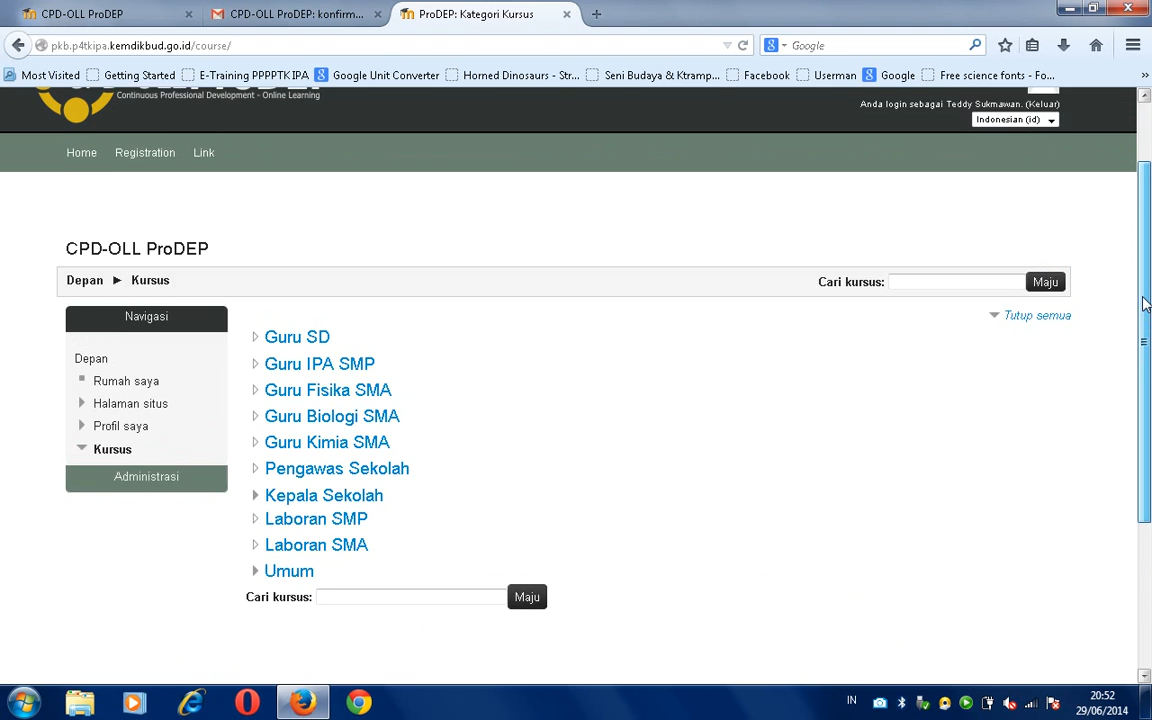 CPD-OLL ProDEP
CPD-OLL ProDEP: konfirm...
ProDEP: Kategori Kursus
pkb.p4tkipa.kemdikbud.go.id/course/
Google
Most Visited
Getting Started
E-Training PPPPTK IPA
Google Unit Converter
Horned Dinosaurs - Str...
Seni Budaya & Ktramp...
Facebook
Userman
Google
Free science fonts - Fo...
Continuous Professional Development - Online Learning
Anda login sebagai Teddy Sukmawan. (Keluar)
Indonesian (id)
Home
Registration
Link
CPD-OLL ProDEP
Depan ► Kursus
Cari kursus:
Maju
Navigasi
Tutup semua
Depan
Rumah saya
Halaman situs
Profil saya
Kursus
Administrasi
Guru SD
Guru IPA SMP
Guru Fisika SMA
Guru Biologi SMA
Guru Kimia SMA
Pengawas Sekolah
Kepala Sekolah
Laboran SMP
Laboran SMA
Umum
Cari kursus:
Maju
IN
20:52
29/06/2014